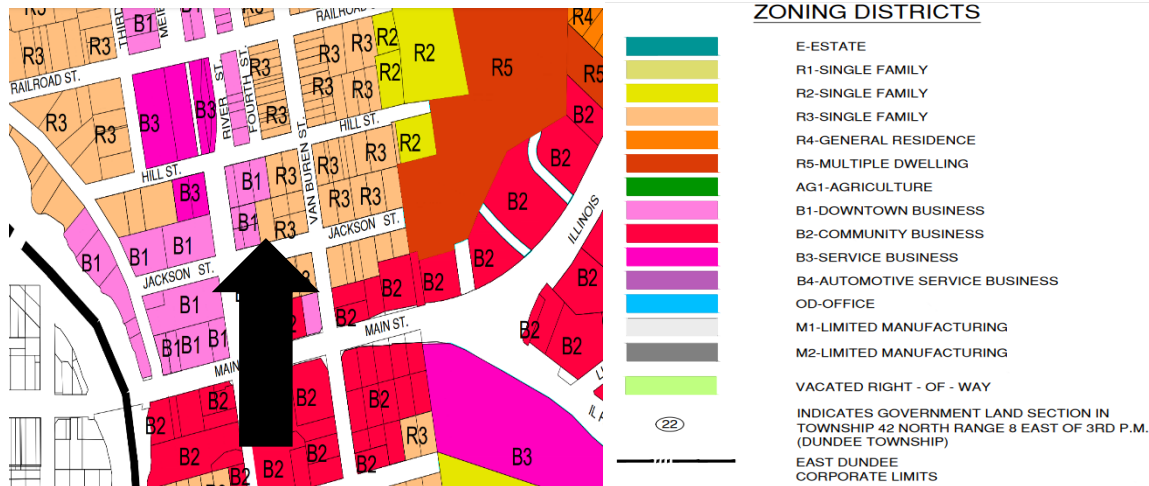 RAILROAD ST.
THIRD
B1
R3
R3
R2
R2
R5
R4
R5
RAILROAD ST.
R3
R3
B3
B3
RIVER ST.
FOURTH ST.
R3
R3
R3
R3
R3
R2
B2
HILL ST.
VAN BUREN ST.
R3
R2
B2
HILL ST.
B3
B1
R3
R3
R3
R3
B2
ILLINOIS
B1
B1
B1
B1
R3
JACKSON ST.
B2
JACKSON ST.
B1
B2
B2
B2
B2
MAIN ST.
B2
B2
B1
B1
B1
MAIN
B2
B2
B2
B2
R3
B2
B2
B2
B2
B3
ZONING DISTRICTS
E-ESTATE
R1-SINGLE FAMILY
R2-SINGLE FAMILY
R3-SINGLE FAMILY
R4-GENERAL RESIDENCE
R5-MULTIPLE DWELLING
AG1-AGRICULTURE
B1-DOWNTOWN BUSINESS
B2-COMMUNITY BUSINESS
B3-SERVICE BUSINESS
B4-AUTOMOTIVE SERVICE BUSINESS
OD-OFFICE
M1-LIMITED MANUFACTURING
M2-LIMITED MANUFACTURING
VACATED RIGHT - OF - WAY
22
INDICATES GOVERNMENT LAND SECTION IN
TOWNSHIP 42 NORTH RANGE 8 EAST OF 3RD P.M.
(DUNDEE TOWNSHIP)
EAST DUNDEE
CORPORATE LIMITS